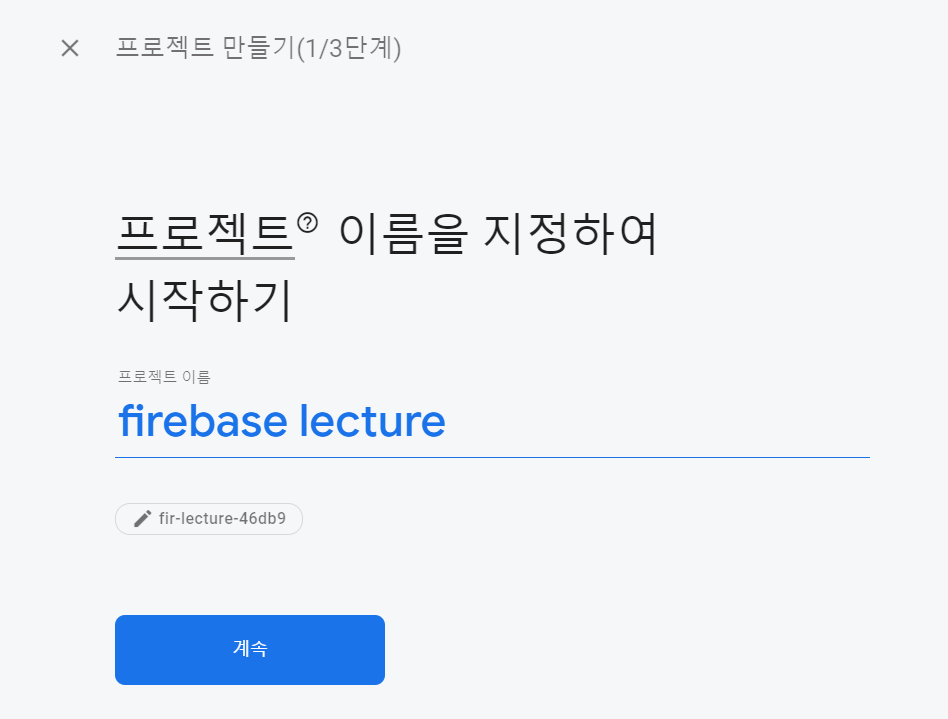 프로젝트 만들기(1/3단계)
프로젝트 이름을 지정하여
시작하기
프로젝트 이름
firebase lecture
fir-lecture-46db9
계속